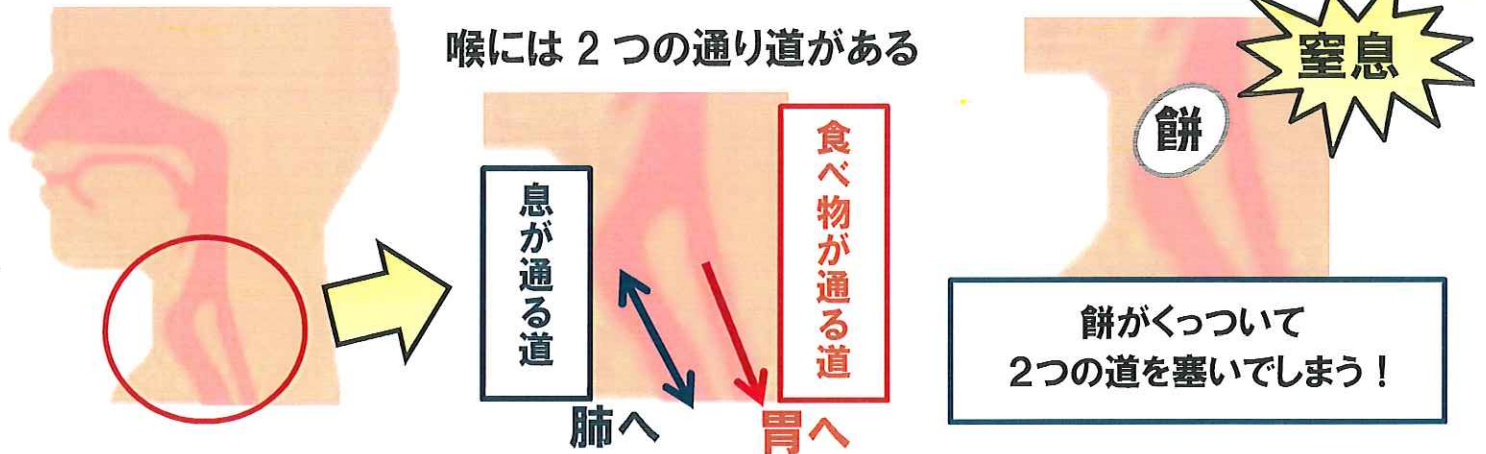 喉には 2 つの通り道がある
息が通る道
食べ物が通る道
肺へ
胃へ
窒息
餅
餅がくっついて
2つの道を塞いでしまう！